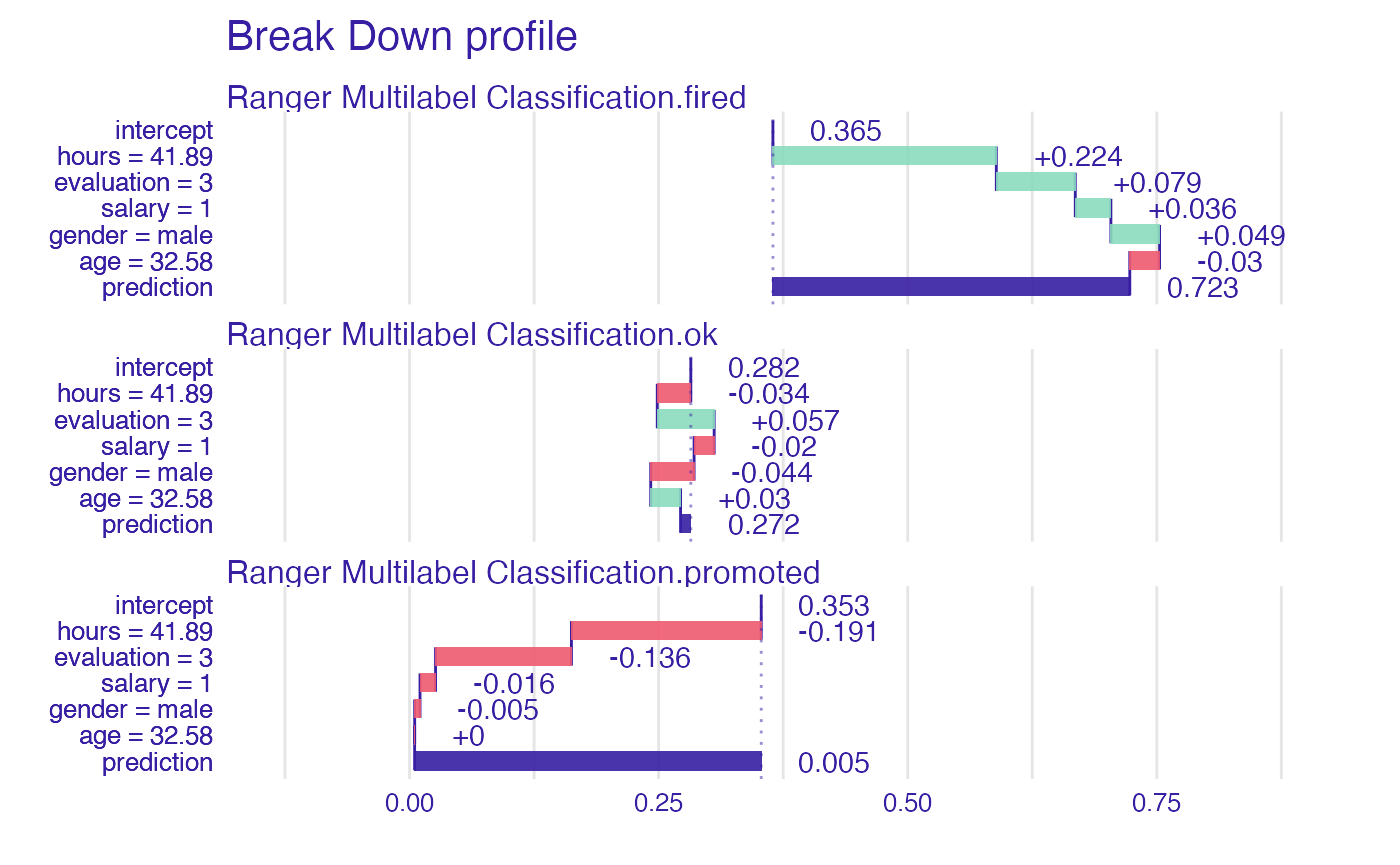 Break Down profile
Ranger Multilabel Classification.fired
intercept 0.365
hours = 41.89 +0.224
evaluation = 3 +0.079
salary = 1 +0.036
gender = male +0.049
age = 32.58 -0.03
prediction 0.723
Ranger Multilabel Classification.ok
intercept 0.282
hours = 41.89 -0.034
evaluation = 3 +0.057
salary = 1 -0.02
gender = male -0.044
age = 32.58 +0.03
prediction 0.272
Ranger Multilabel Classification.promoted
intercept 0.353
hours = 41.89 -0.191
evaluation = 3 -0.136
salary = 1 -0.016
gender = male -0.005
age = 32.58 +0
prediction 0.005
0.00 0.25 0.50 0.75